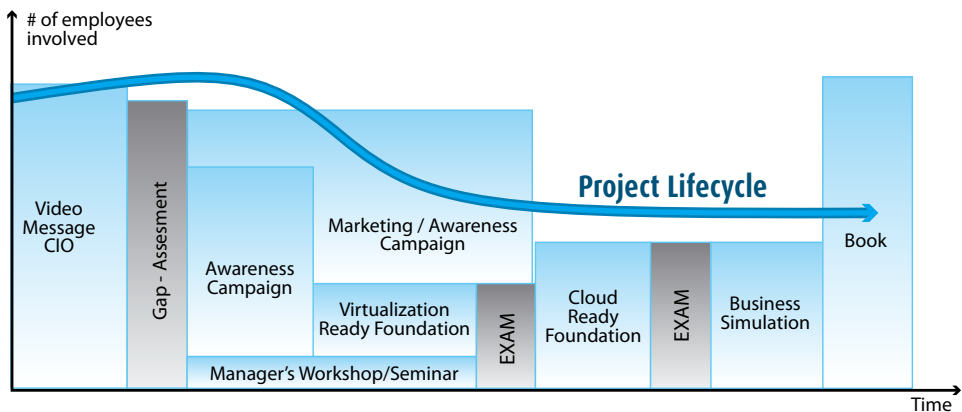 # of employees
involved
Video
Message
CIO
Gap - Assesment
Awareness
Campaign
Marketing / Awareness
Campaign
Virtualization
Ready Foundation
EXAM
Manager's Workshop/Seminar
Project Lifecycle
Cloud
Ready
Foundation
EXAM
Business
Simulation
Book
Time